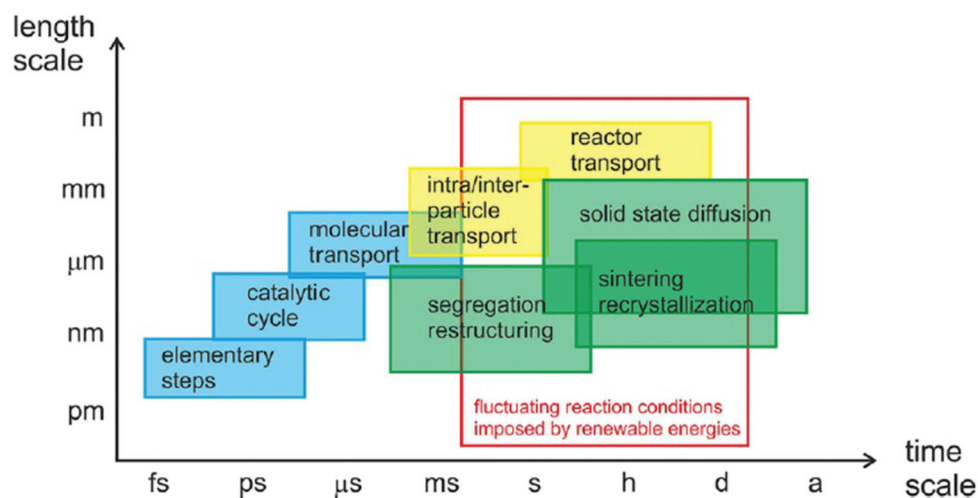 length
scale
m
mm
μm
nm
pm
reactor
transport
intra/inter-
particle
transport
solid state diffusion
molecular
transport
sintering
recrystallization
catalytic
cycle
segregation
restructuring
elementary
steps
fluctuating reaction conditions
imposed by renewable energies
fs ps μs ms s h d a
time
scale